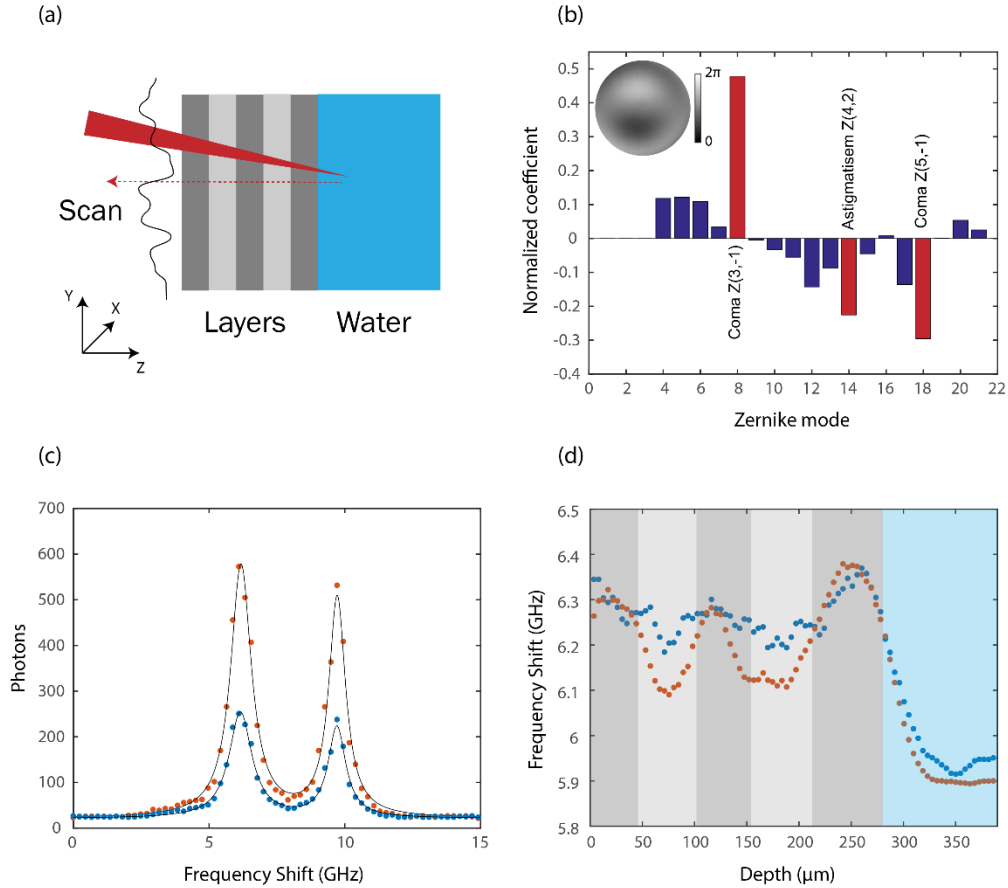 (a)
Scan
Y
X
Z
Layers
Water
(b)
Normalized coefficient
0.5
0.4
0.3
0.2
0.1
0
-0.1
-0.2
-0.3
-0.4
2π
0
Coma Z(3,-1)
Astigmatisem Z(4,2)
Coma Z(5,-1)
0 2 4 6 8 10 12 14 16 18 20 22
Zernike mode
(c)
Photons
700
600
500
400
300
200
100
0
0 5 10 15
Frequency Shift (GHz)
(d)
Frequency Shift (GHz)
6.5
6.4
6.3
6.2
6.1
6
5.9
5.8
0 50 100 150 200 250 300 350
Depth (μm)